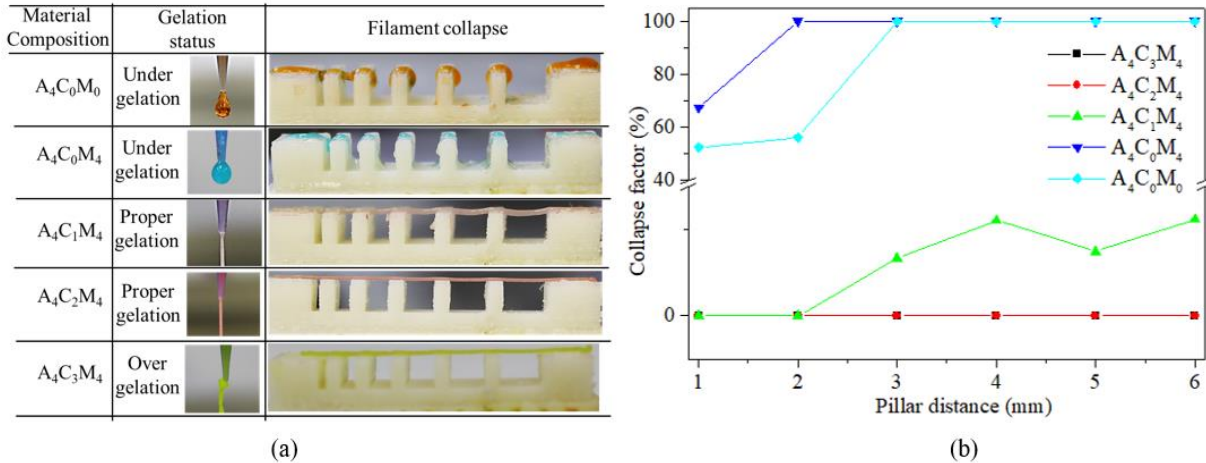 Material
Composition
Gelation
status
Filament collapse
A₄C₀M₀
Under
gelation
A₄C₀M₄
Under
gelation
A₄C₁M₄
Proper
gelation
A₄C₂M₄
Proper
gelation
A₄C₃M₄
Over
gelation
(a)
(b)
Collapse factor (%)
100
80
60
40
0
A₄C₃M₄
A₄C₂M₄
A₄C₁M₄
A₄C₀M₄
A₄C₀M₀
1 2 3 4 5 6
Pillar distance (mm)
(b)